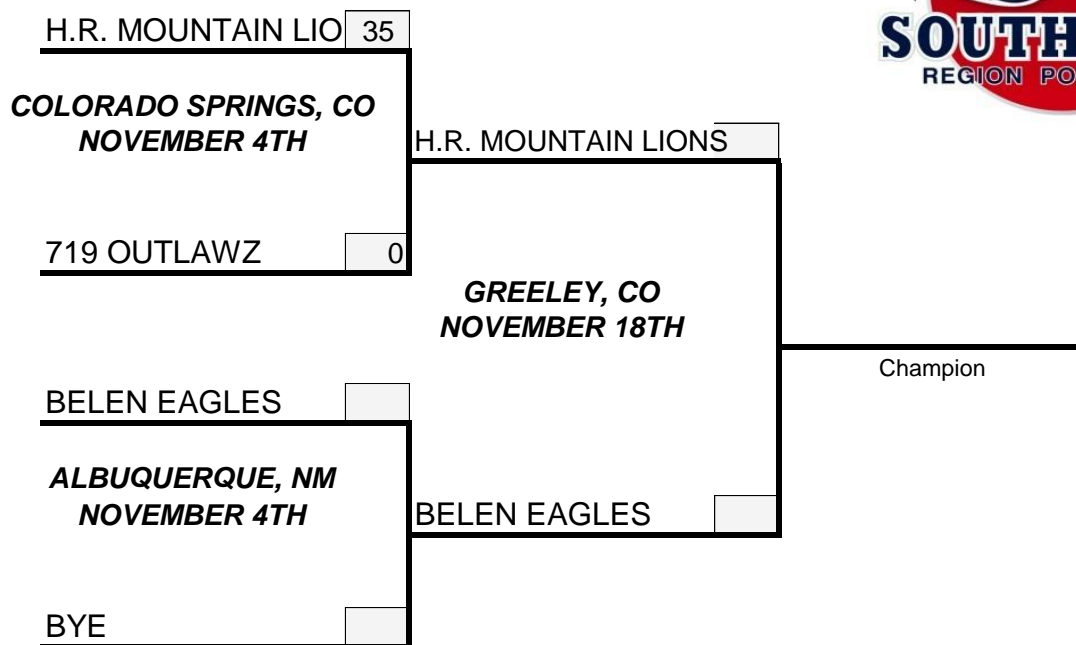 H.R. MOUNTAIN LIO 35
SOUTH
REGION PO
COLORADO SPRINGS, CO
NOVEMBER 4TH
H.R. MOUNTAIN LIONS
719 OUTLAWZ 0
GREELEY, CO
NOVEMBER 18TH
Champion
BELEN EAGLES
ALBUQUERQUE, NM
NOVEMBER 4TH
BELEN EAGLES
BYE